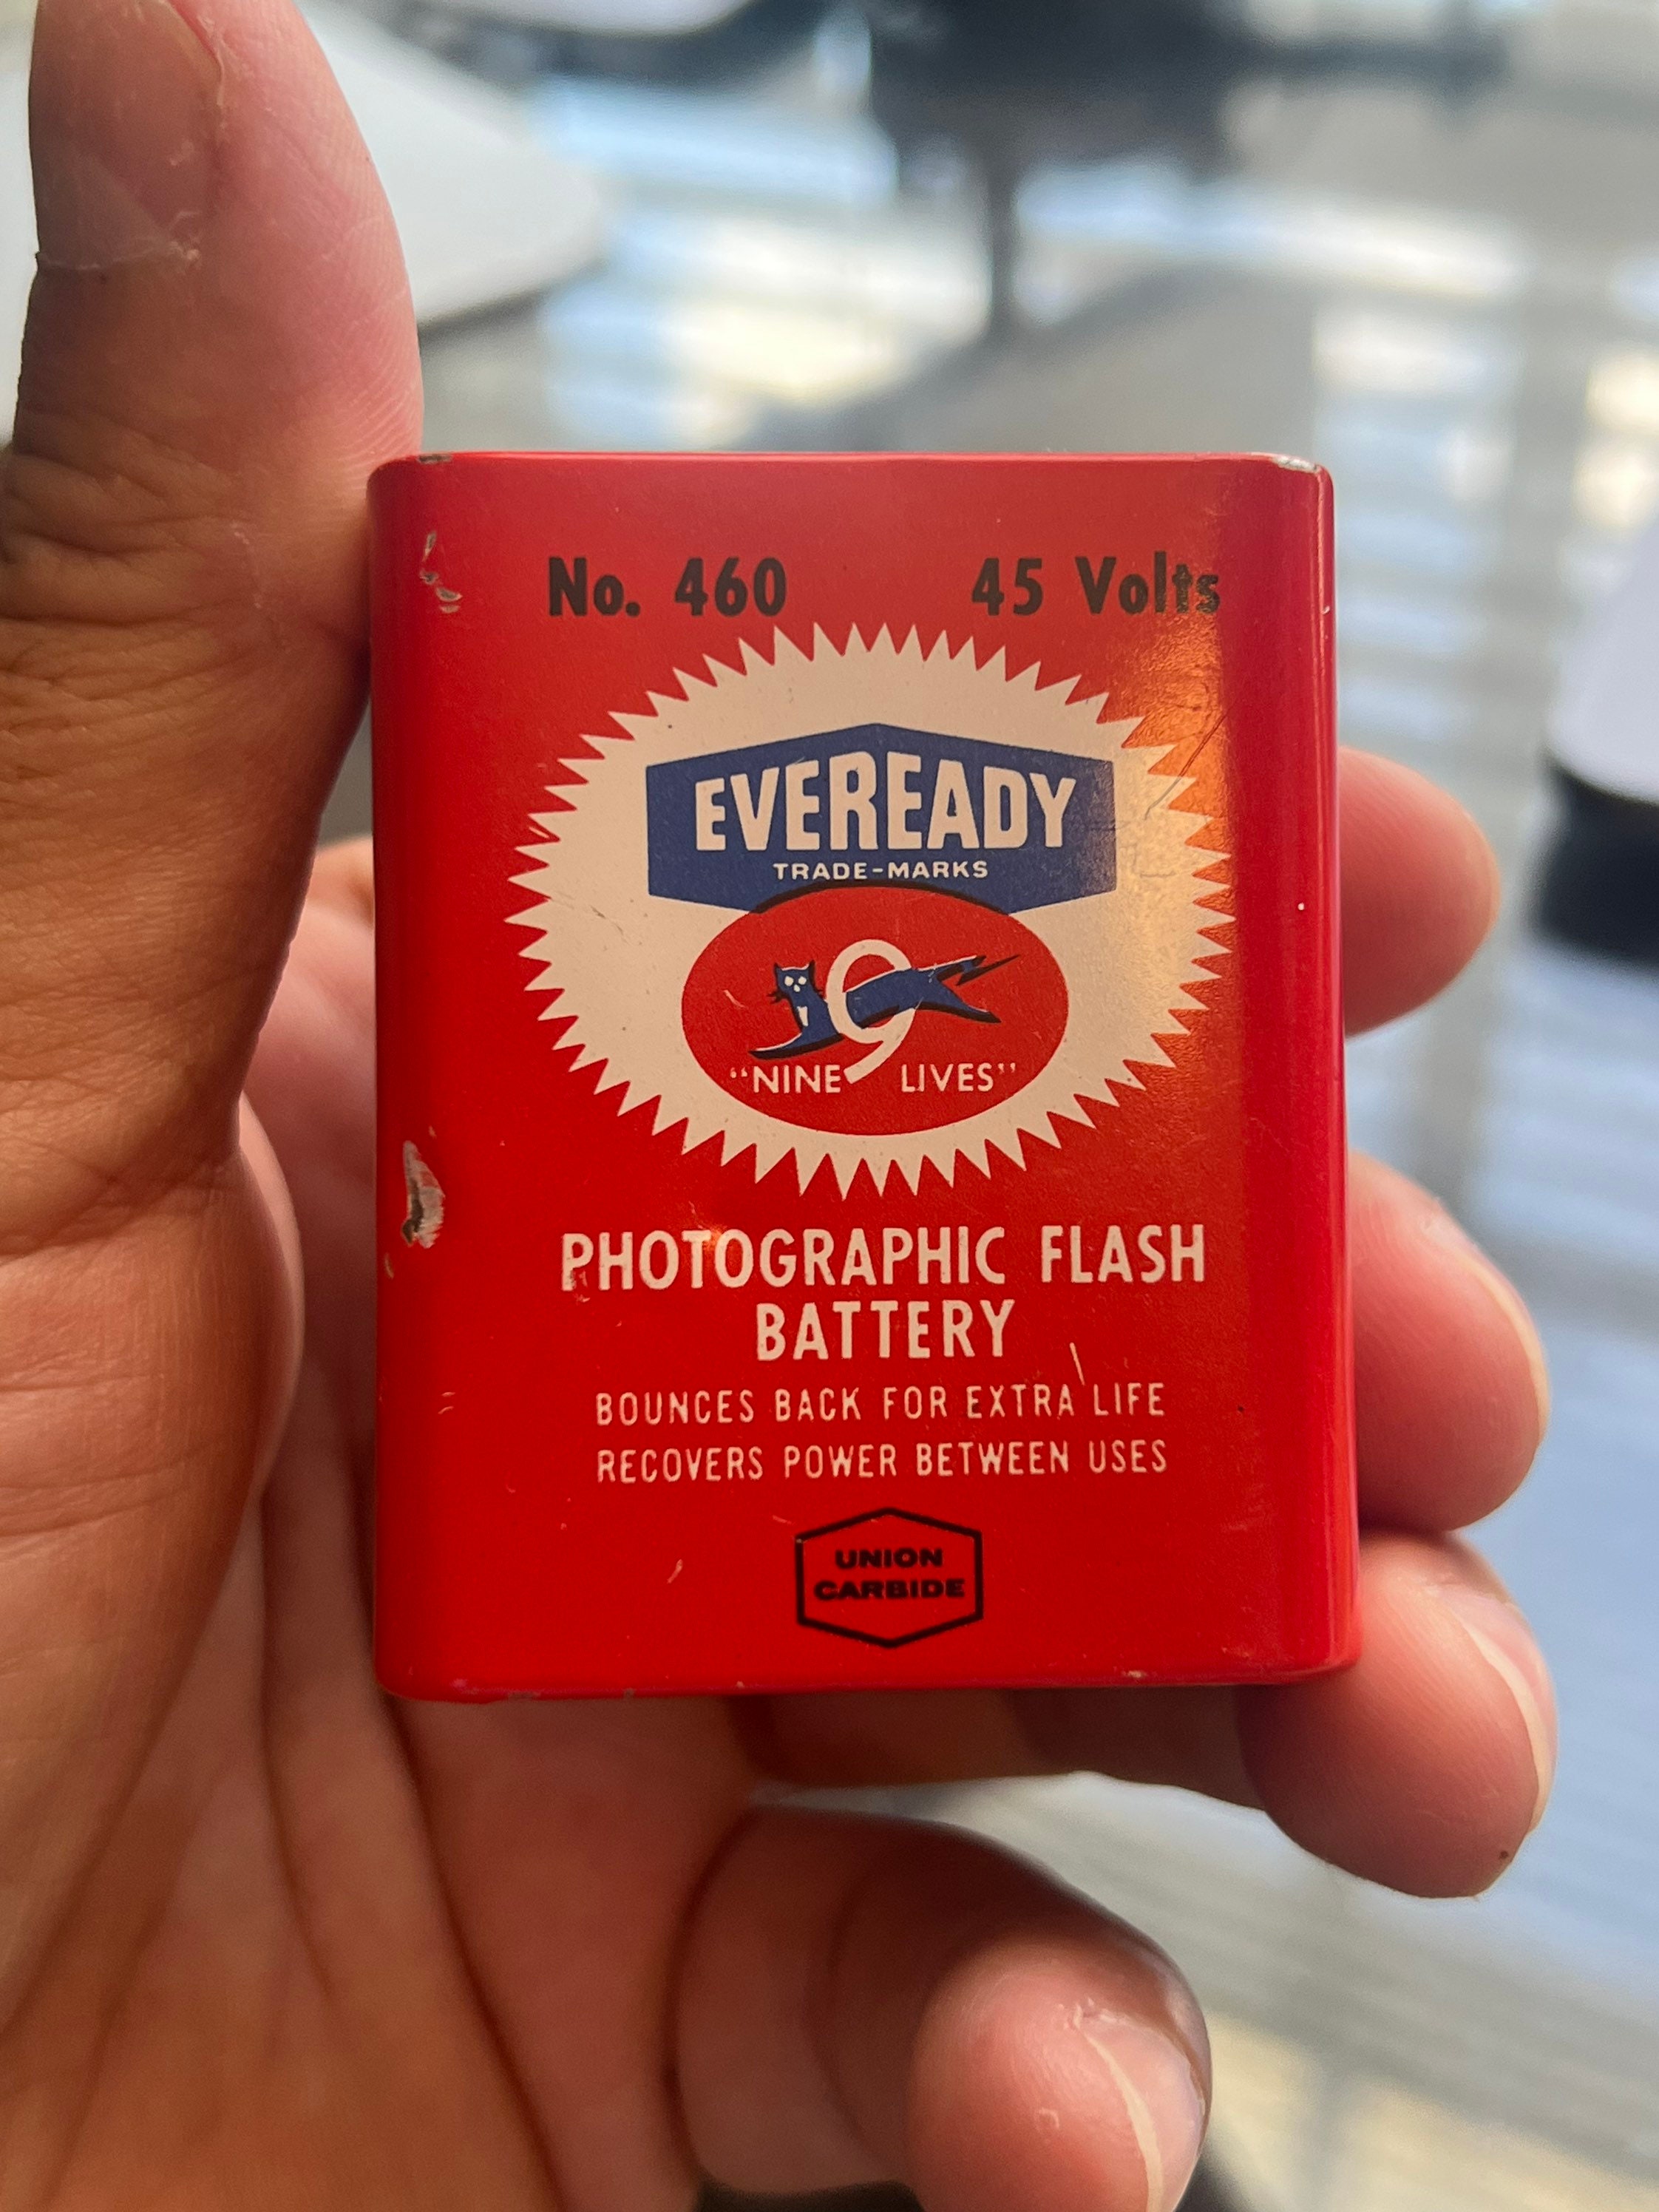 No. 460 45 Volts
EVEREADY
TRADE-MARKS
9
"NINE LIVES"
PHOTOGRAPHIC FLASH
BATTERY
BOUNCES BACK FOR EXTRA LIFE
RECOVERS POWER BETWEEN USES
UNION
CARBIDE